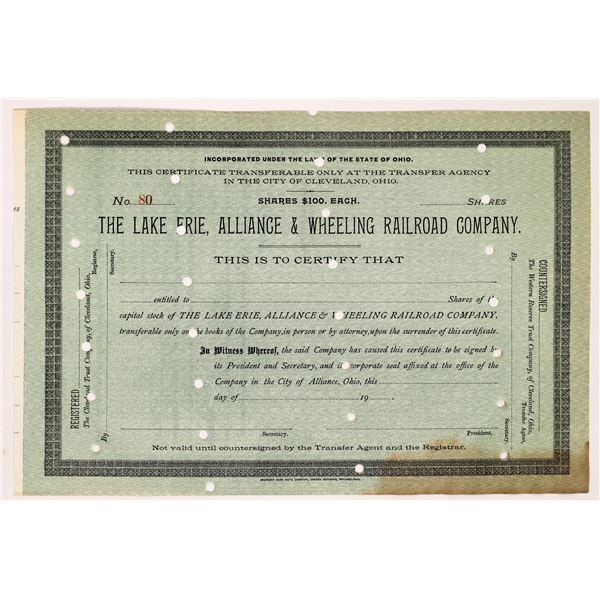 INCORPORATED UNDER THE LAWS OF THE STATE OF OHIO.
THIS CERTIFICATE TRANSFERABLE ONLY AT THE TRANSFER AGENCY
IN THE CITY OF CLEVELAND, OHIO.
No. 80 SHARES $100. EACH. SHARES
THE LAKE ERIE, ALLIANCE & WHEELING RAILROAD COMPANY.
THIS IS TO CERTIFY THAT
entitled to Shares of the
capital stock of THE LAKE ERIE, ALLIANCE & WHEELING RAILROAD COMPANY,
transferable only on the books of the Company, in person or by attorney, upon the surrender of this certificate.
In Witness Whereof, the said Company has caused this certificate to be signed by
its President and Secretary, and its corporate seal affixed at the office of the
Company in the City of Alliance, Ohio, this
day of 19 .
Secretary. President.
Not valid until countersigned by the Transfer Agent and the Registrar.
REGISTERED
The Cleveland Trust Company, of Cleveland, Ohio,
Registrar,
By Secretary.
COUNTERSIGNED
The Western Reserve Trust Company, of Cleveland, Ohio,
Transfer Agent,
By Secretary.
AMERICAN BANK NOTE COMPANY, PHILADELPHIA.